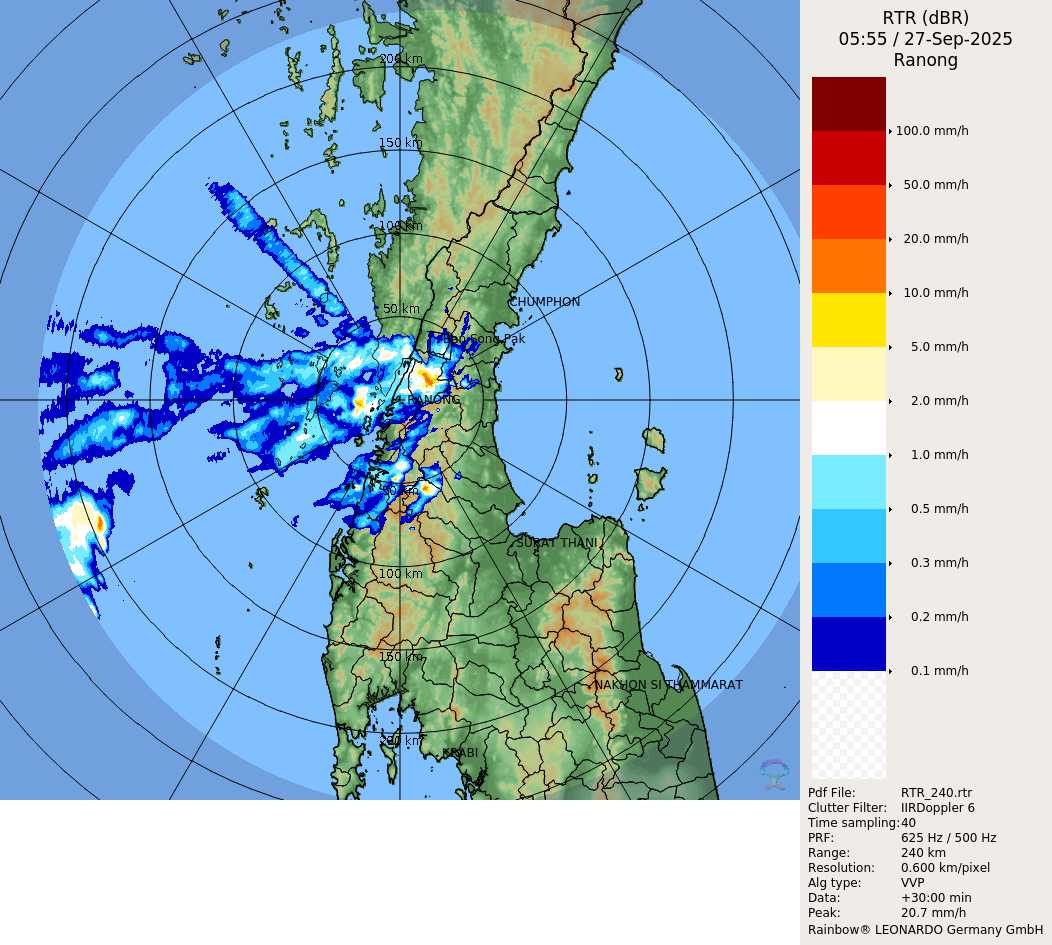 RTR (dBR)
05:55 / 27-Sep-2025
Ranong
200 km
150 km
100 km
50 km
CHUMPHON
Ban Song Pak
RANONG
50 km
SURAT THANI
100 km
150 km
NAKHON SI THAMMARAT
200 km
KRABI
100.0 mm/h
50.0 mm/h
20.0 mm/h
10.0 mm/h
5.0 mm/h
2.0 mm/h
1.0 mm/h
0.5 mm/h
0.3 mm/h
0.2 mm/h
0.1 mm/h
Pdf File: RTR_240.rtr
Clutter Filter: IIRDoppler 6
Time sampling:40
PRF: 625 Hz / 500 Hz
Range: 240 km
Resolution: 0.600 km/pixel
Alg type: VVP
Data: +30:00 min
Peak: 20.7 mm/h
Rainbow® LEONARDO Germany GmbH